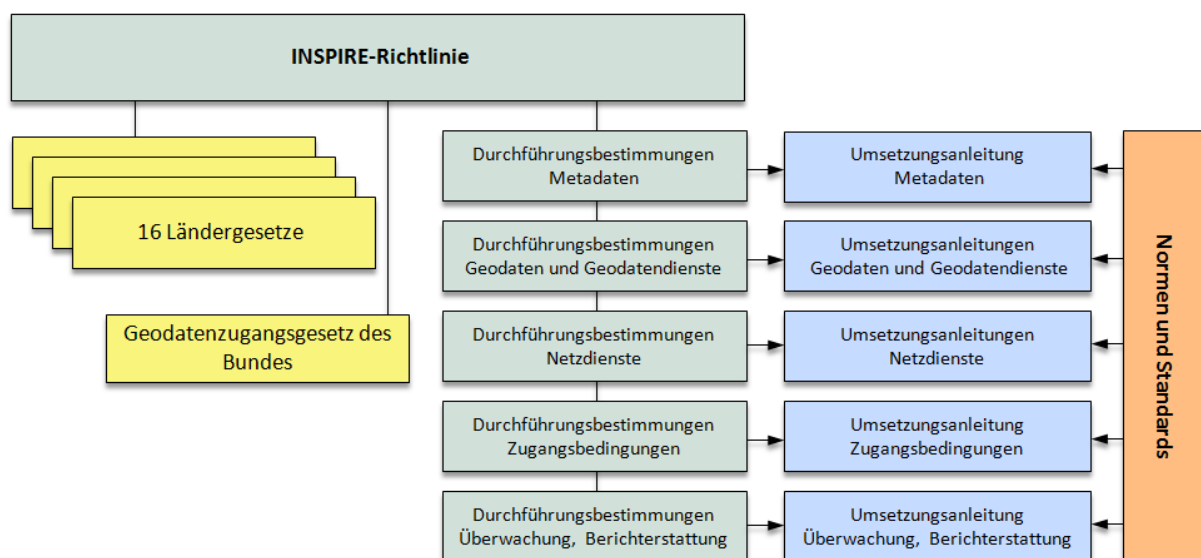 INSPIRE-Richtlinie
16 Ländergesetze
Geodatenzugangsgesetz des
Bundes
Durchführungsbestimmungen
Metadaten
Umsetzungsanleitung
Metadaten
Durchführungsbestimmungen
Geodaten und Geodatendienste
Umsetzungsanleitungen
Geodaten und Geodatendienste
Durchführungsbestimmungen
Netzdienste
Umsetzungsanleitungen
Netzdienste
Durchführungsbestimmungen
Zugangsbedingungen
Umsetzungsanleitung
Zugangsbedingungen
Durchführungsbestimmungen
Überwachung, Berichterstattung
Umsetzungsanleitung
Überwachung, Berichterstattung
Normen und Standards